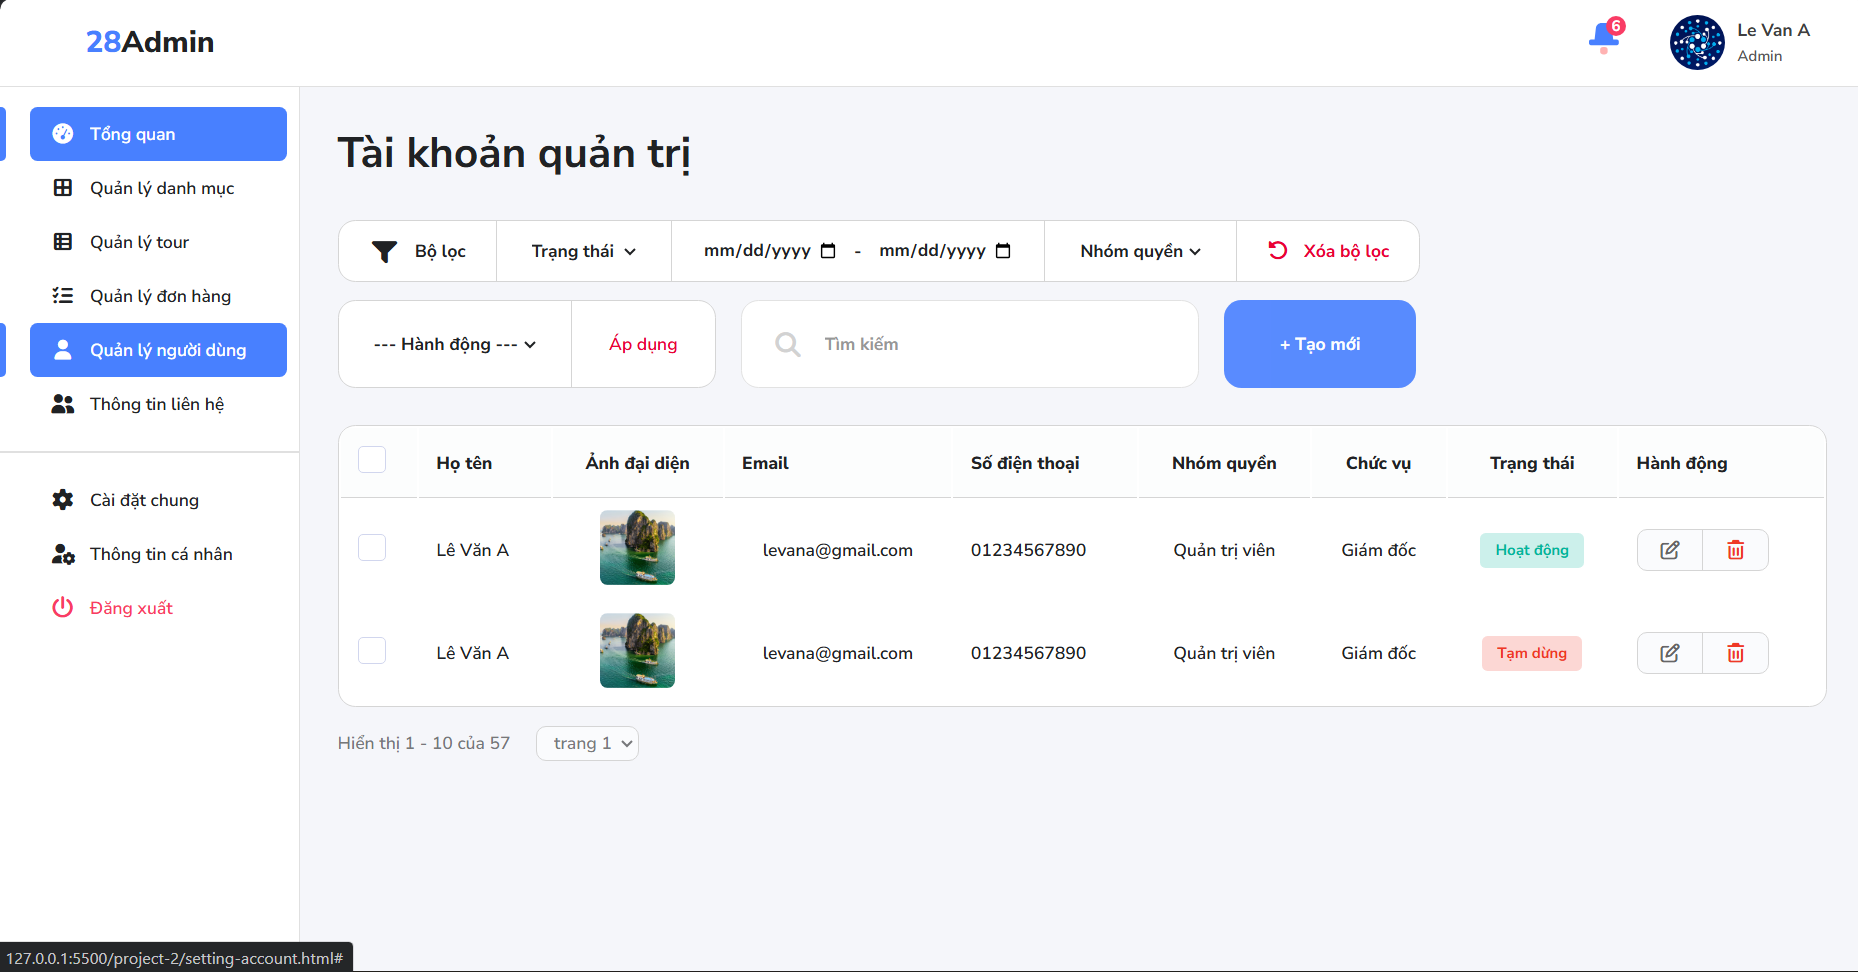 28Admin
6
Le Van A
Admin
Tổng quan
Quản lý danh mục
Quản lý tour
Quản lý đơn hàng
Quản lý người dùng
Thông tin liên hệ
Cài đặt chung
Thông tin cá nhân
Đăng xuất
Tài khoản quản trị
Bộ lọc
Trạng thái
mm/dd/yyyy - mm/dd/yyyy
Nhóm quyền
Xóa bộ lọc
--- Hành động ---
Áp dụng
Tìm kiếm
+ Tạo mới
Họ tên Ảnh đại diện Email Số điện thoại Nhóm quyền Chức vụ Trạng thái Hành động
Lê Văn A levana@gmail.com 01234567890 Quản trị viên Giám đốc Hoạt động
Lê Văn A levana@gmail.com 01234567890 Quản trị viên Giám đốc Tạm dừng
Hiển thị 1 - 10 của 57 trang 1
127.0.0.1:5500/project-2/setting-account.html#